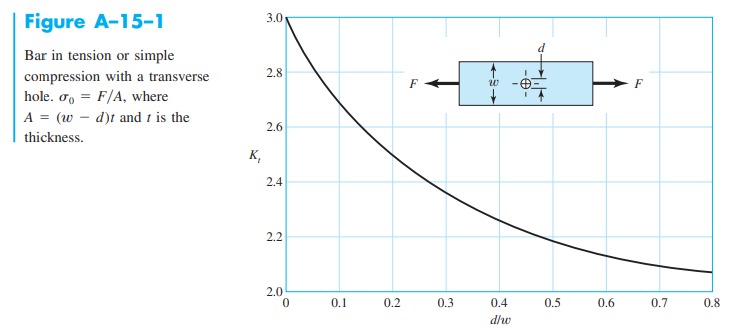 Figure A–15–1
Bar in tension or simple
compression with a transverse
hole. σ₀ = F/A, where
A = (w − d)t and t is the
thickness.
3.0
2.8
2.6
Kₜ
2.4
2.2
2.0
d
F
w
F
0
0.1
0.2
0.3
0.4
0.5
0.6
0.7
0.8
d/w